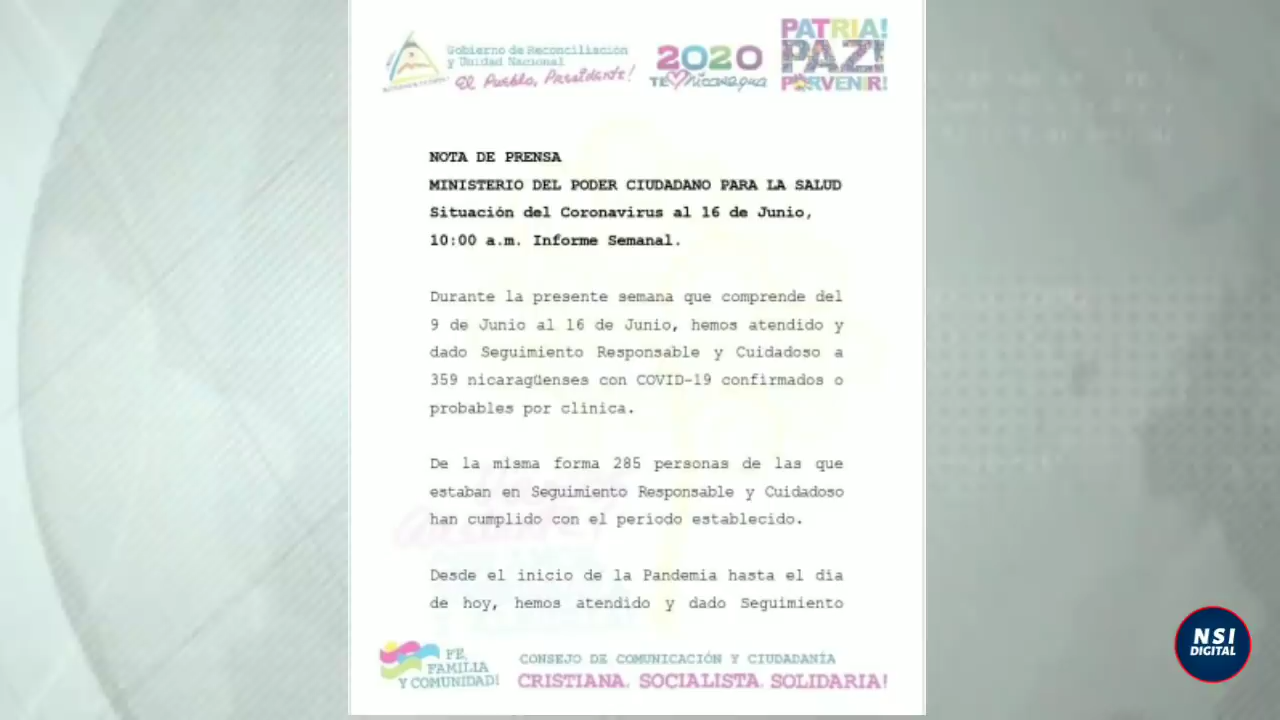 Gobierno de Reconciliación
y Unidad Nacional
El Pueblo, Presidente!
2020
TE Nicaragua
PATRIA!
PAZ!
PORVENIR!
NOTA DE PRENSA
MINISTERIO DEL PODER CIUDADANO PARA LA SALUD
Situación del Coronavirus al 16 de Junio,
10:00 a.m. Informe Semanal.
Durante la presente semana que comprende del
9 de Junio al 16 de Junio, hemos atendido y
dado Seguimiento Responsable y Cuidadoso a
359 nicaragüenses con COVID-19 confirmados o
probables por clínica.
De la misma forma 285 personas de las que
estaban en Seguimiento Responsable y Cuidadoso
han cumplido con el período establecido.
Desde el inicio de la Pandemia hasta el día
de hoy, hemos atendido y dado Seguimiento
FE,
FAMILIA
Y COMUNIDAD!
CONSEJO DE COMUNICACIÓN Y CIUDADANÍA
CRISTIANA. SOCIALISTA. SOLIDARIA!
NSI
DIGITAL